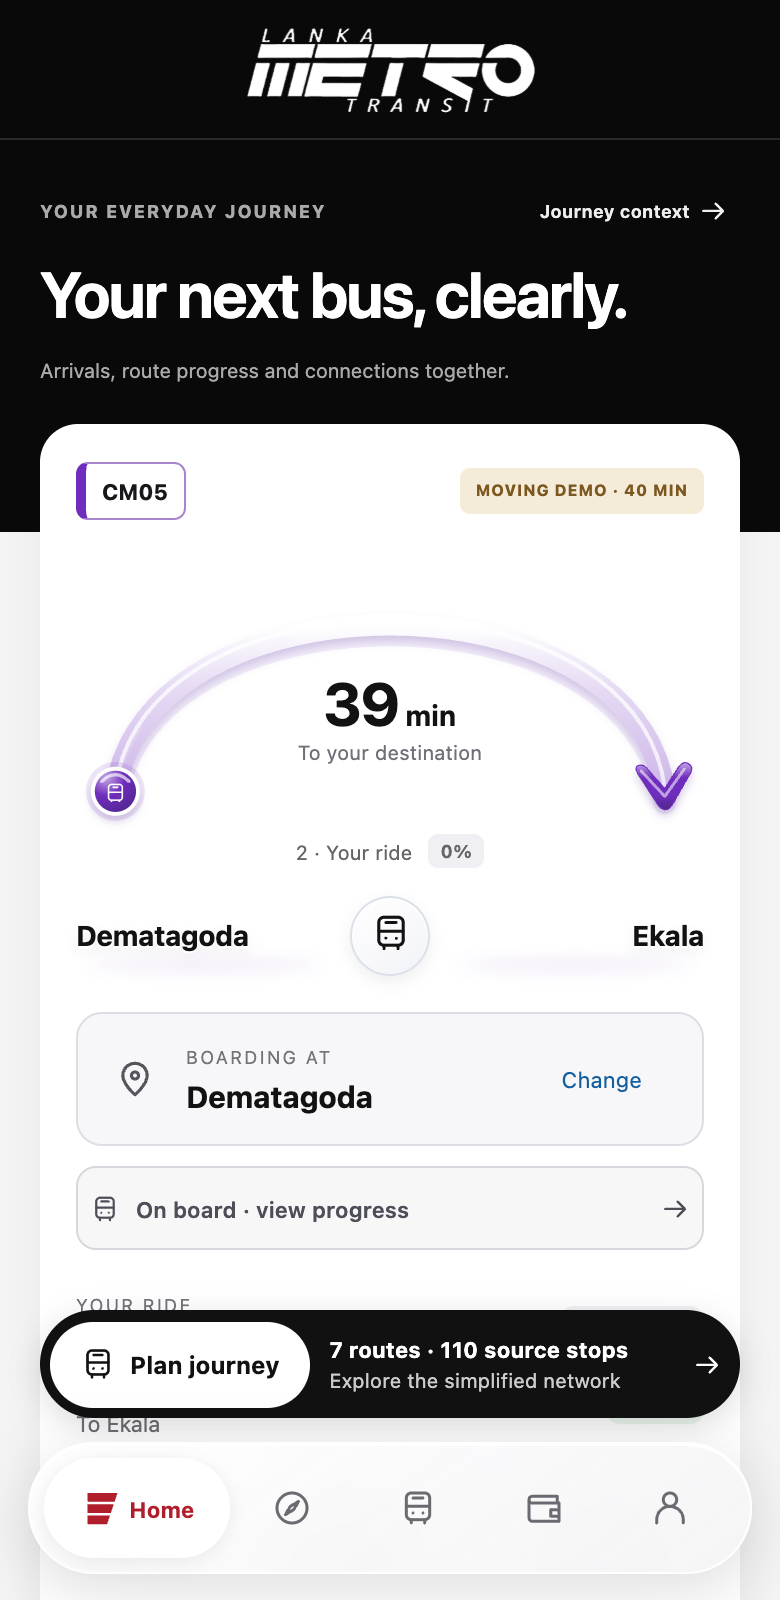 LANKA
METRO
TRANSIT
YOUR EVERYDAY JOURNEY
Journey context →
Your next bus, clearly.
Arrivals, route progress and connections together.
CM05
MOVING DEMO · 40 MIN
39 min
To your destination
2 · Your ride 0%
Dematagoda
Ekala
BOARDING AT
Dematagoda
Change
On board · view progress →
YOUR RIDE
Plan journey
7 routes · 110 source stops
Explore the simplified network
→
To Ekala
Home